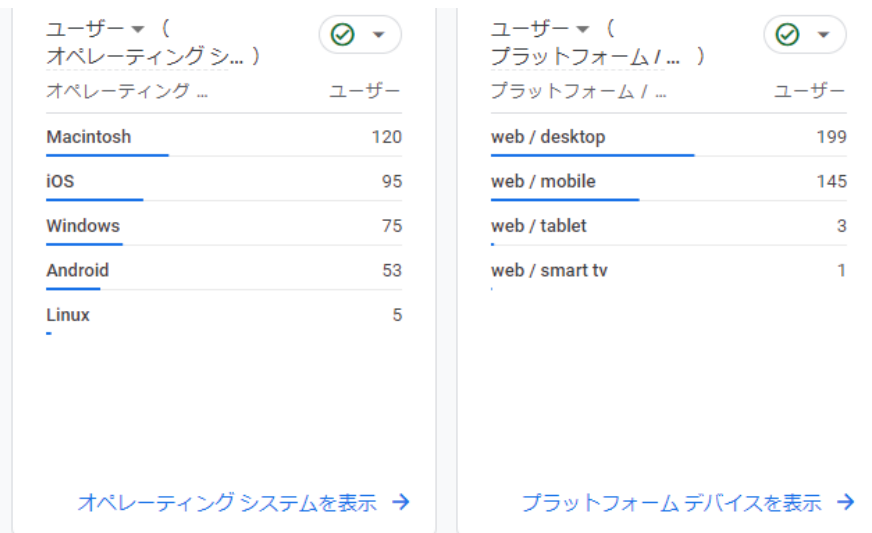 ユーザー (
オペレーティング シ... )
オペレーティング ...
ユーザー
Macintosh
120
iOS
95
Windows
75
Android
53
Linux
5
オペレーティング システムを表示 →
ユーザー (
プラットフォーム / ... )
プラットフォーム / ...
ユーザー
web / desktop
199
web / mobile
145
web / tablet
3
web / smart tv
1
プラットフォーム デバイスを表示 →